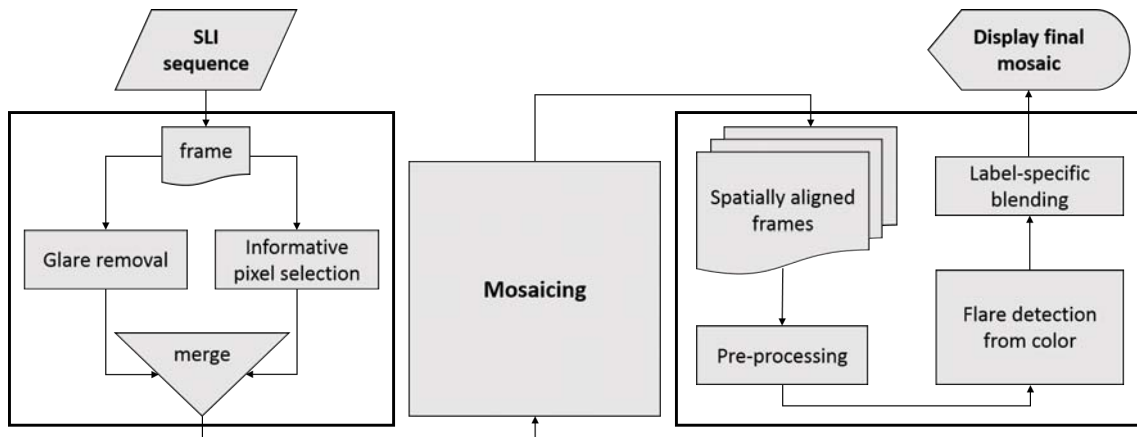 SLI
sequence
frame
Glare removal
Informative
pixel selection
merge
Mosaicing
Spatially aligned
frames
Pre-processing
Flare detection
from color
Label-specific
blending
Display final
mosaic